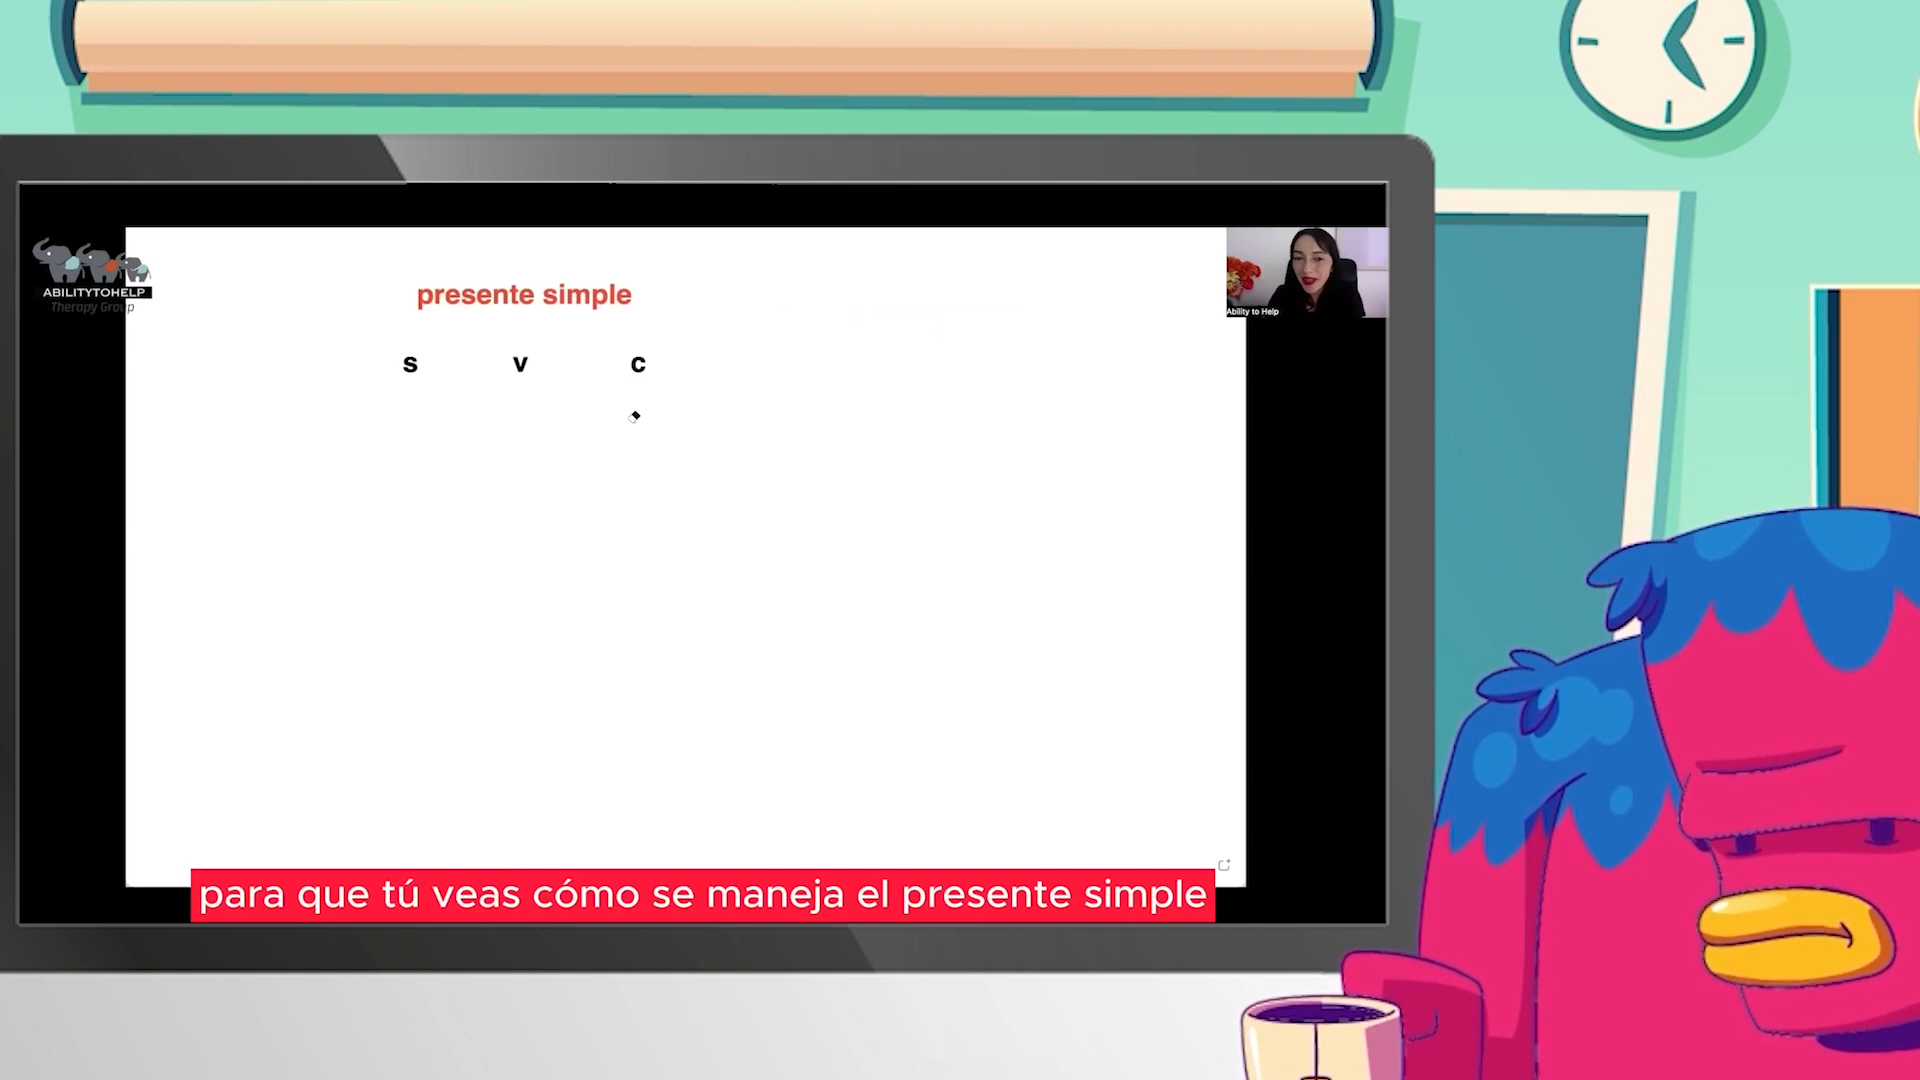 ABILITYTOHELP
Therapy Group
presente simple
s v c
Ability to Help
para que tú veas cómo se maneja el presente simple